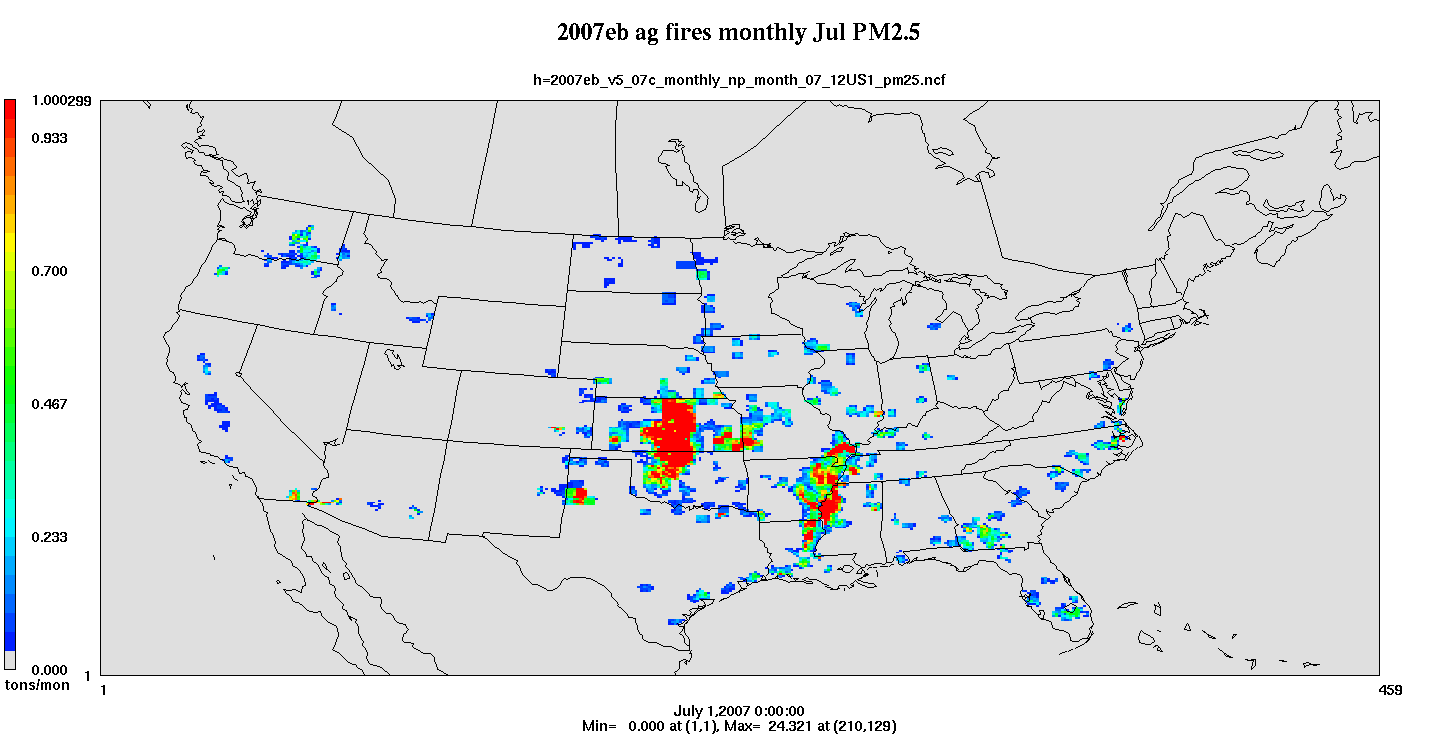 2007eb ag fires monthly Jul PM2.5
h=2007eb_v5_07c_monthly_np_month_07_12US1_pm25.ncf
1.000
299
0.933
0.700
0.467
0.233
0.000
tons/mon
1
1
459
July 1,2007 0:00:00
Min= 0.000 at (1,1), Max= 24.321 at (210,129)